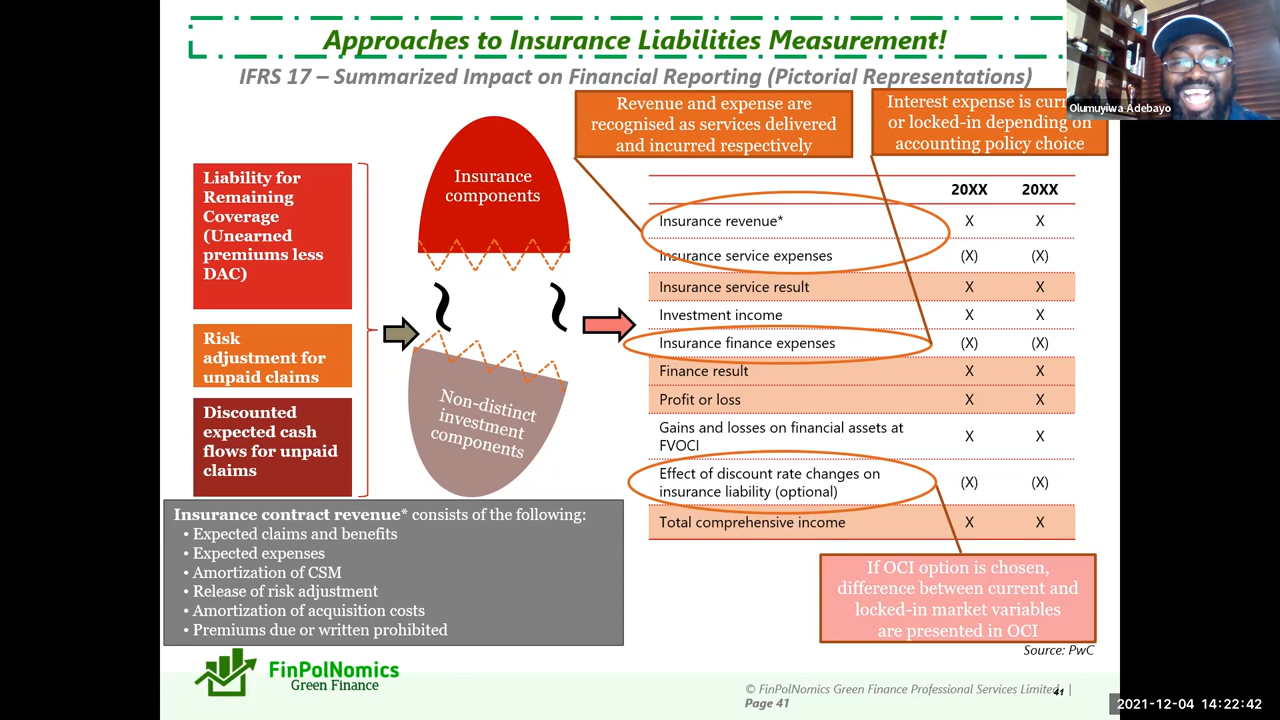 Approaches to Insurance Liabilities Measurement!
IFRS 17 – Summarized Impact on Financial Reporting (Pictorial Representations)
Olumuyiwa Adebayo
Revenue and expense are
recognised as services delivered
and incurred respectively
Interest expense is curr
or locked-in depending on
accounting policy choice
Liability for
Remaining
Coverage
(Unearned
premiums less
DAC)
Risk
adjustment for
unpaid claims
Discounted
expected cash
flows for unpaid
claims
Insurance
components
Non-distinct
investment
components
20XX 20XX
Insurance revenue* X X
Insurance service expenses (X) (X)
Insurance service result X X
Investment income X X
Insurance finance expenses (X) (X)
Finance result X X
Profit or loss X X
Gains and losses on financial assets at
FVOCI X X
Effect of discount rate changes on
insurance liability (optional) (X) (X)
Total comprehensive income X X
Insurance contract revenue* consists of the following:
• Expected claims and benefits
• Expected expenses
• Amortization of CSM
• Release of risk adjustment
• Amortization of acquisition costs
• Premiums due or written prohibited
If OCI option is chosen,
difference between current and
locked-in market variables
are presented in OCI
Source: PwC
FinPolNomics
Green Finance
© FinPolNomics Green Finance Professional Services Limited |
Page 41
41
2021-12-04 14:22:42